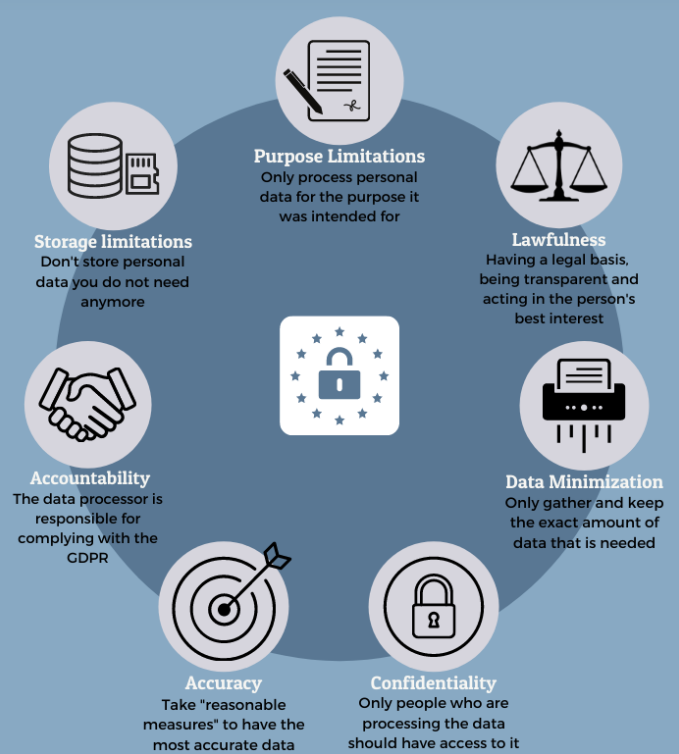 Purpose Limitations
Only process personal
data for the purpose it
was intended for
Lawfulness
Having a legal basis,
being transparent and
acting in the person's
best interest
Data Minimization
Only gather and keep
the exact amount of
data that is needed
Confidentiality
Only people who are
processing the data
should have access to it
Accuracy
Take "reasonable
measures" to have the
most accurate data
Accountability
The data processor is
responsible for
complying with the
GDPR
Storage limitations
Don't store personal
data you do not need
anymore